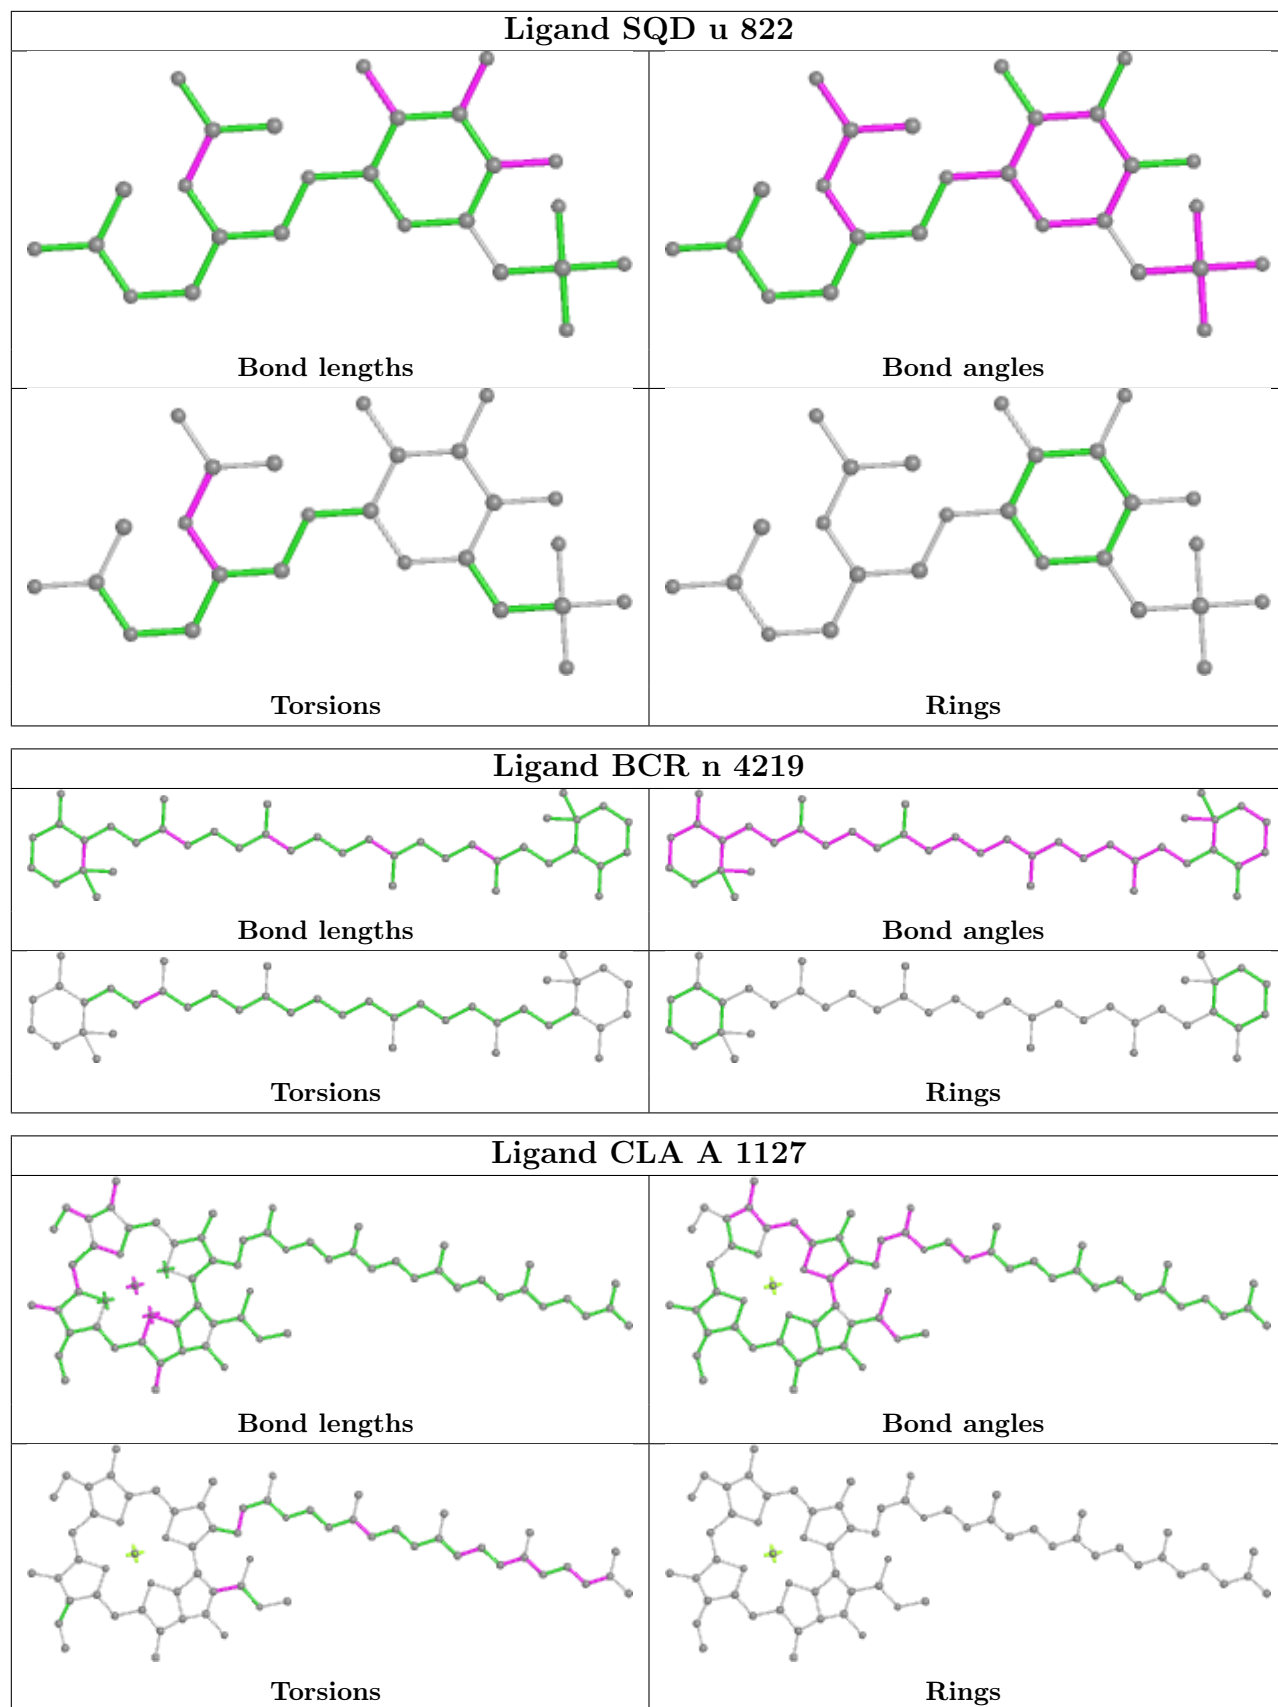 Ligand SQD u 822
Bond lengths
Bond angles
Torsions
Rings
Ligand BCR n 4219
Bond lengths
Bond angles
Torsions
Rings
Ligand CLA A 1127
Bond lengths
Bond angles
Torsions
Rings